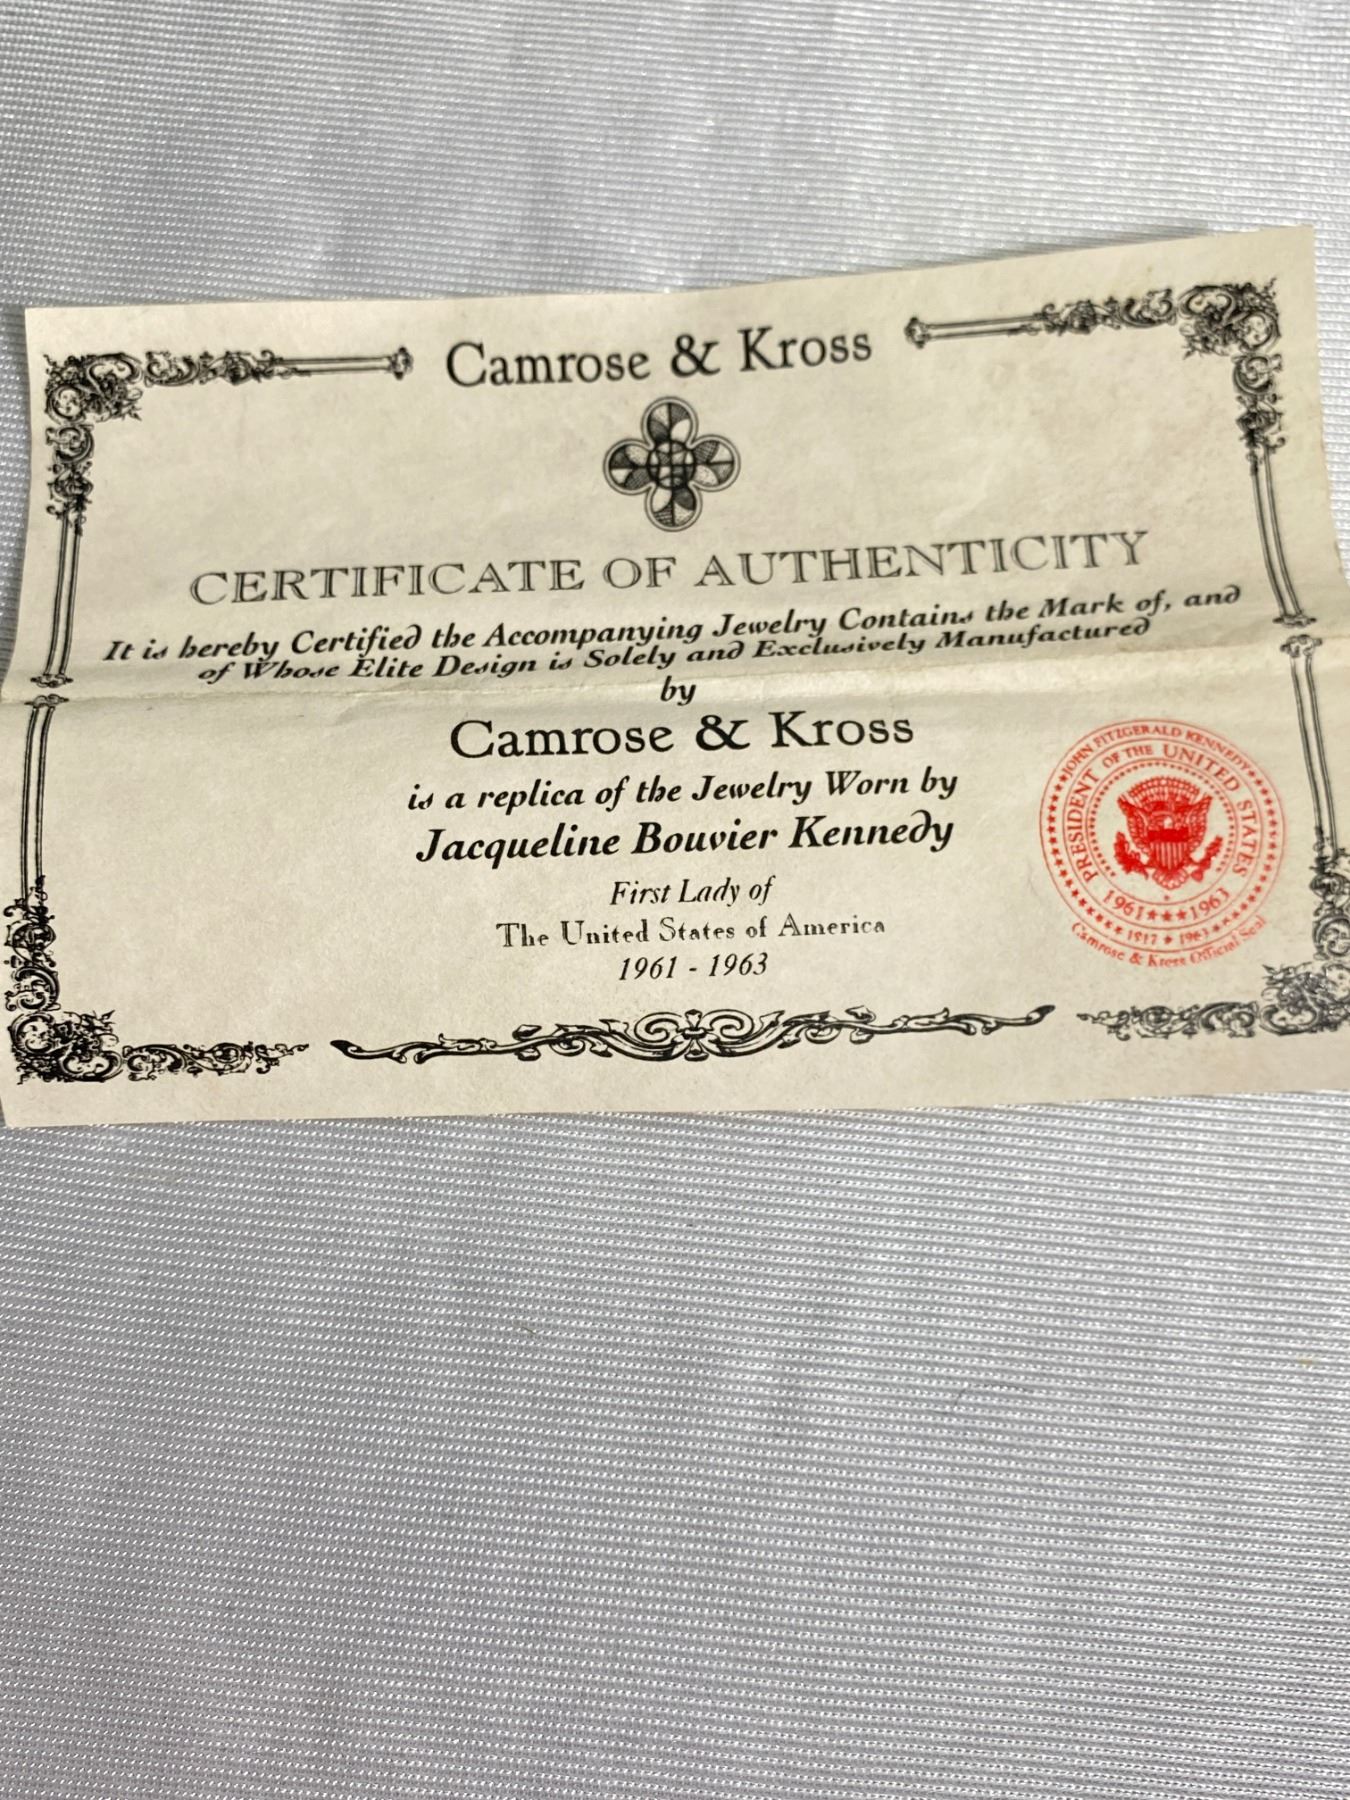 Camrose & Kross
CERTIFICATE OF AUTHENTICITY
It is hereby Certified the Accompanying Jewelry Contains the Mark of, and
of Whose Elite Design is Solely and Exclusively Manufactured
by
Camrose & Kross
is a replica of the Jewelry Worn by
Jacqueline Bouvier Kennedy
First Lady of
The United States of America
1961 - 1963
JOHN FITZGERALD KENNEDY
PRESIDENT OF THE UNITED STATES
1961 ★★★ 1963
1917 ★ 1963
Camrose & Kross Official Seal